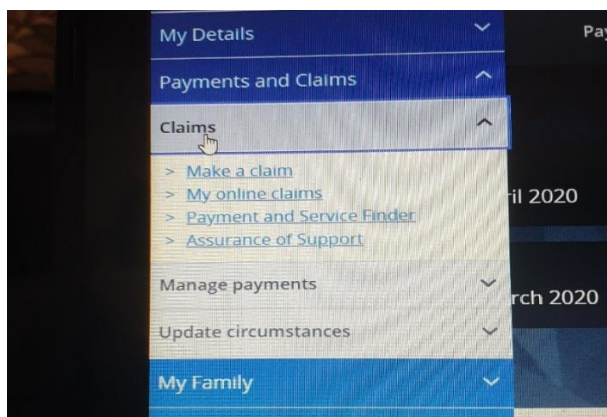 My Details
Pa
Payments and Claims
Claims
> Make a claim
> My online claims
ril 2020
> Payment and Service Finder
> Assurance of Support
Manage payments
rch 2020
Update circumstances
My Family